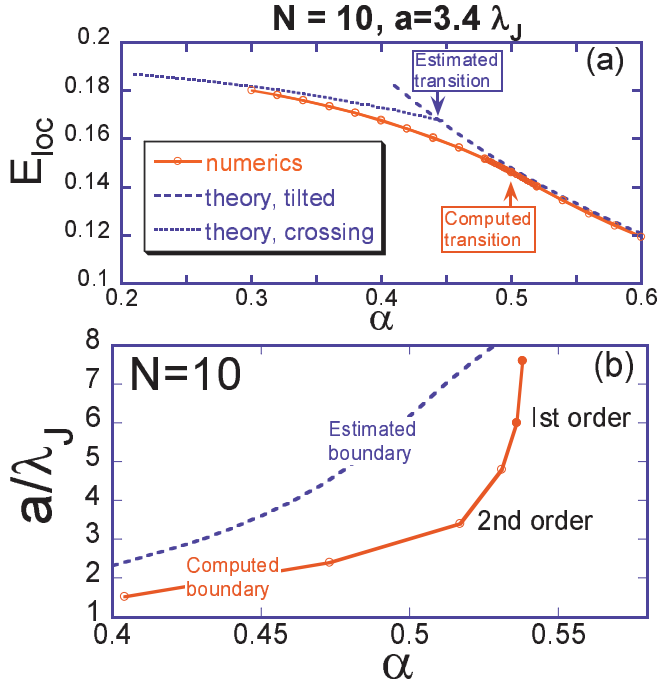 N = 10, a=3.4 λJ
(a)
Eloc
0.2
0.18
0.16
0.14
0.12
0.1
Estimated
transition
numerics
theory, tilted
theory, crossing
Computed
transition
0.2
0.3
0.4
0.5
0.6
α
(b)
N=10
a/λJ
8
7
6
5
4
3
2
1
Estimated
boundary
1st order
2nd order
Computed
boundary
0.4
0.45
0.5
0.55
α